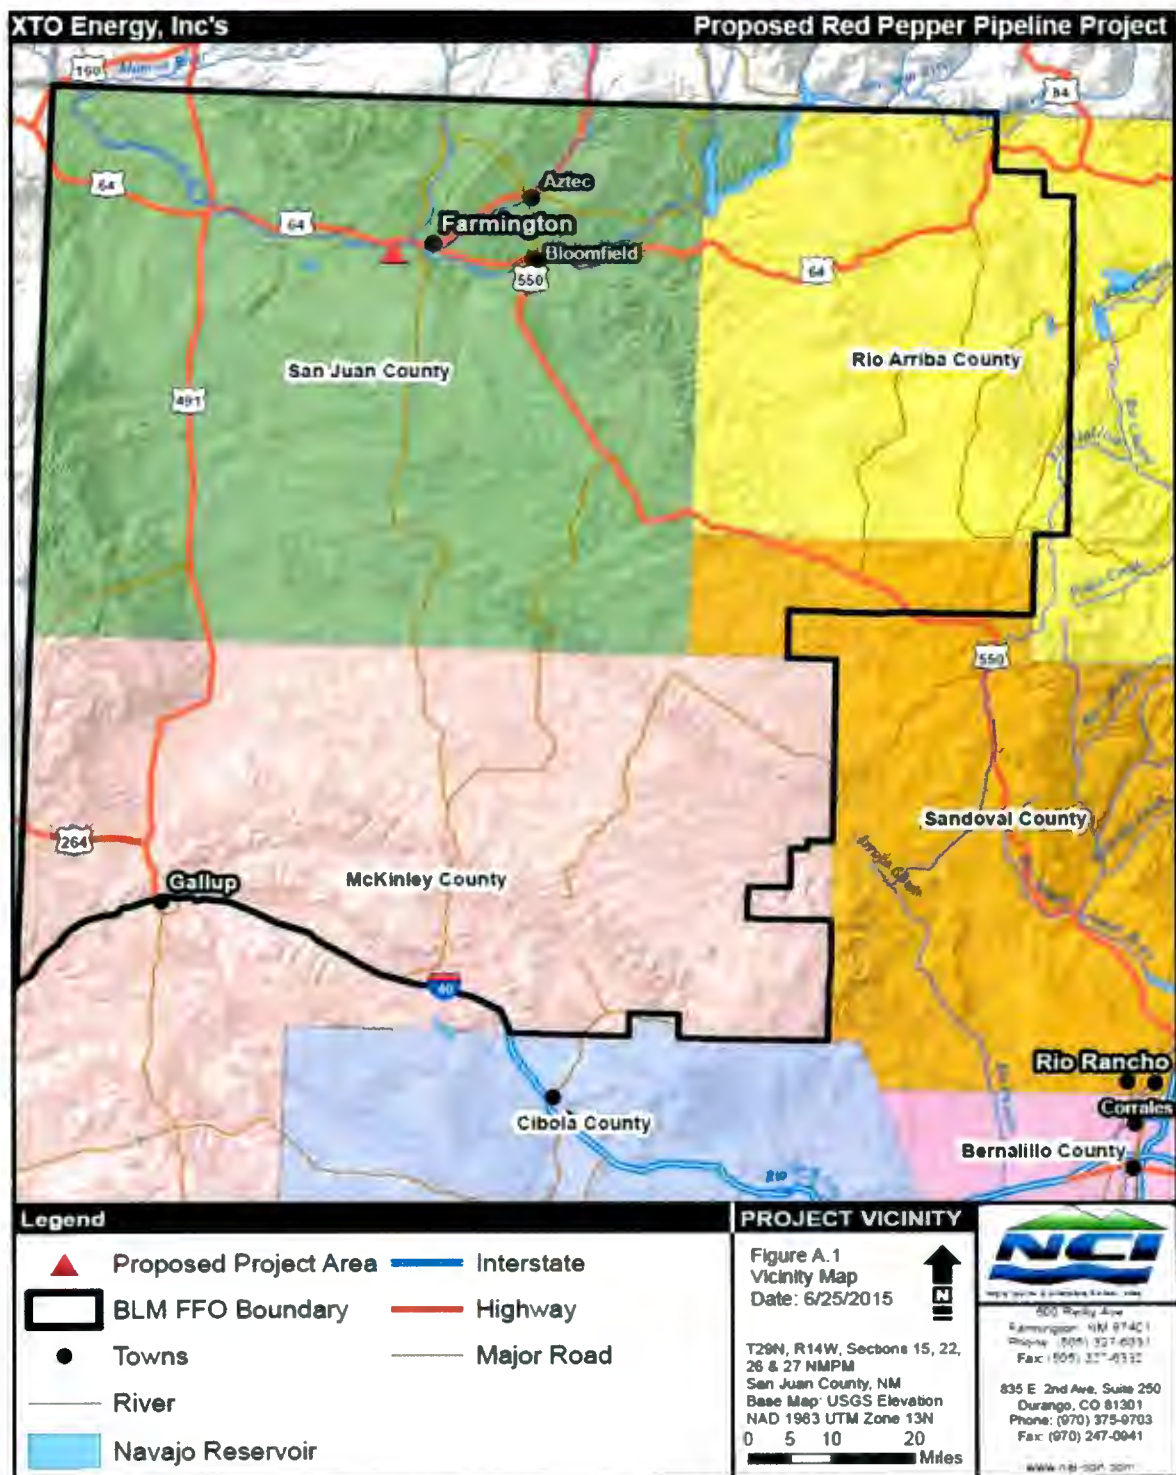 XTO Energy, Inc's
Proposed Red Pepper Pipeline Project
160
84
64
64
Aztec
Farmington
Bloomfield
550
64
San Juan County
Rio Arriba County
491
550
264
Sandoval County
Gallup
McKinley County
40
Rio Rancho
Cibola County
Corrales
Bernalillo County
Rio
Legend
Proposed Project Area
Interstate
BLM FFO Boundary
Highway
Towns
Major Road
River
Navajo Reservoir
PROJECT VICINITY
Figure A.1
Vicinity Map
Date: 6/25/2015
N
T29N, R14W, Sections 15, 22,
26 & 27 NMPM
San Juan County, NM
Base Map: USGS Elevation
NAD 1983 UTM Zone 13N
0 5 10 20
Miles
NCI
Farmington, NM 87401
835 E. 2nd Ave, Suite 250
Durango, CO 81301
Phone: (970) 375-9703
Fax: (970) 247-0941